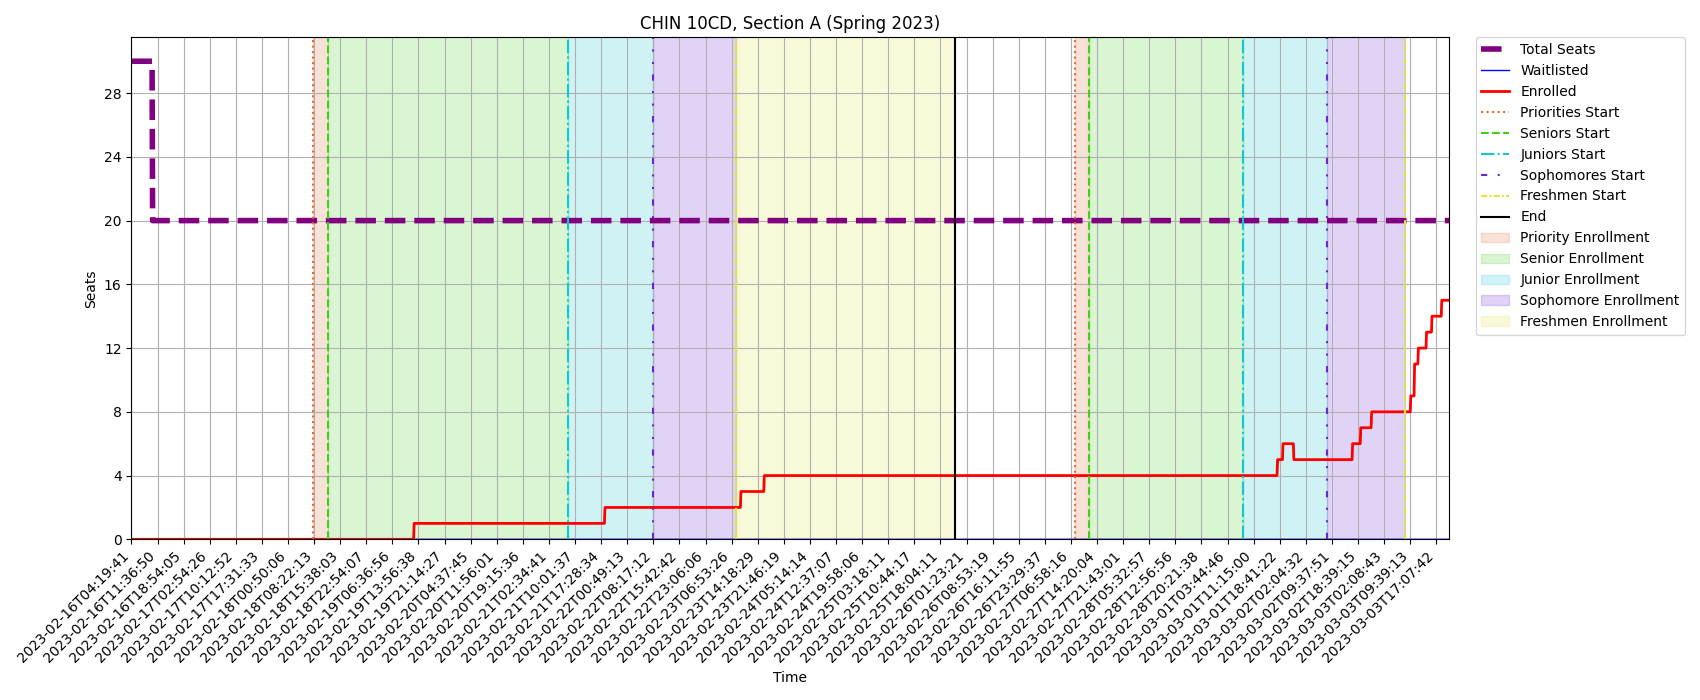 CHIN 10CD, Section A (Spring 2023)
Seats
28
24
20
16
12
8
4
0
2023-02-16T04:19:41
2023-02-16T11:36:50
2023-02-16T18:54:05
2023-02-17T02:54:26
2023-02-17T10:12:52
2023-02-17T17:31:33
2023-02-18T00:50:06
2023-02-18T08:22:13
2023-02-18T15:38:03
2023-02-18T22:54:07
2023-02-19T06:36:56
2023-02-19T13:56:38
2023-02-19T21:14:27
2023-02-20T04:37:45
2023-02-20T11:56:01
2023-02-20T19:15:36
2023-02-21T02:34:41
2023-02-21T10:01:37
2023-02-21T17:28:34
2023-02-22T00:49:13
2023-02-22T08:17:12
2023-02-22T15:42:42
2023-02-22T23:06:06
2023-02-23T06:53:26
2023-02-23T14:18:29
2023-02-23T21:46:19
2023-02-24T05:14:14
2023-02-24T12:37:07
2023-02-24T19:58:06
2023-02-25T03:18:11
2023-02-25T10:44:17
2023-02-25T18:04:11
2023-02-26T01:23:21
2023-02-26T08:53:19
2023-02-26T16:11:55
2023-02-26T23:29:37
2023-02-27T06:58:16
2023-02-27T14:20:04
2023-02-27T21:43:01
2023-02-28T05:32:57
2023-02-28T12:56:56
2023-02-28T20:21:38
2023-03-01T03:44:46
2023-03-01T11:15:00
2023-03-01T18:41:22
2023-03-02T02:04:32
2023-03-02T09:37:51
2023-03-02T18:39:15
2023-03-03T02:08:43
2023-03-03T09:39:13
2023-03-03T17:07:42
Time
Total Seats
Waitlisted
Enrolled
Priorities Start
Seniors Start
Juniors Start
Sophomores Start
Freshmen Start
End
Priority Enrollment
Senior Enrollment
Junior Enrollment
Sophomore Enrollment
Freshmen Enrollment